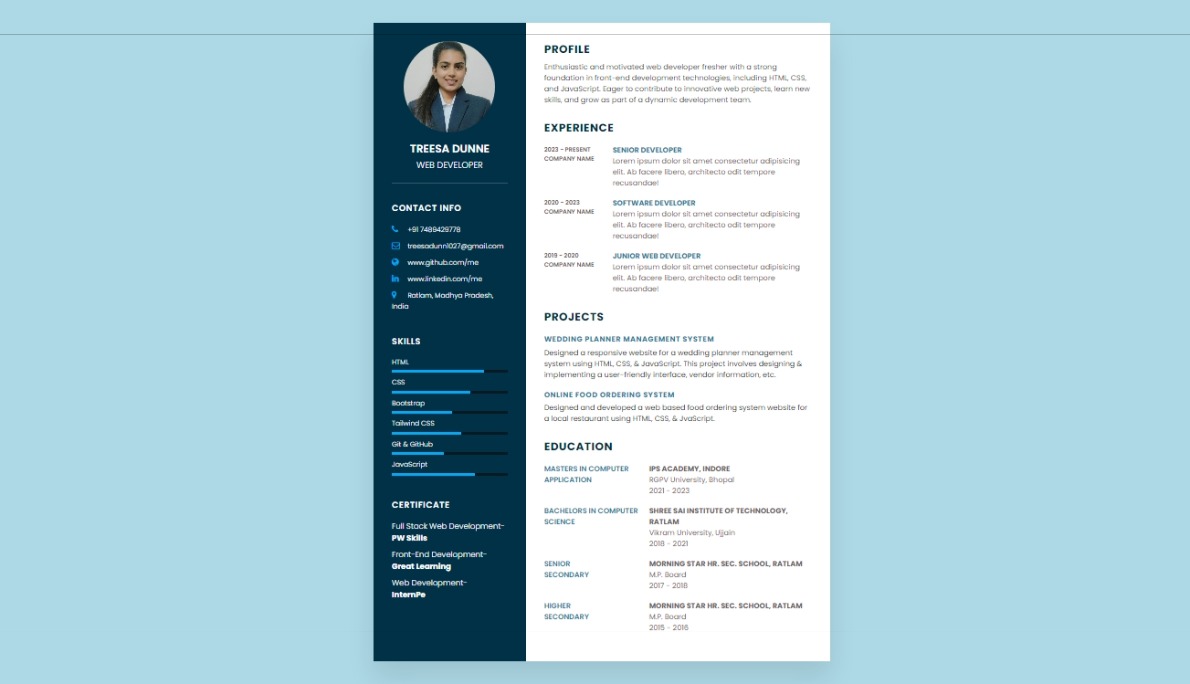 TREESA DUNNE
WEB DEVELOPER
CONTACT INFO
+91 7489429778
treesadunn1027@gmail.com
www.github.com/me
www.linkedin.com/me
Ratlam, Madhya Pradesh,
India
SKILLS
HTML
CSS
Bootstrap
Tailwind CSS
Git & GitHub
JavaScript
CERTIFICATE
Full Stack Web Development-
PW Skills
Front-End Development-
Great Learning
Web Development-
InternPe
PROFILE
Enthusiastic and motivated web developer fresher with a strong
foundation in front-end development technologies, including HTML, CSS,
and JavaScript. Eager to contribute to innovative web projects, learn new
skills, and grow as part of a dynamic development team.
EXPERIENCE
2023 - PRESENT
COMPANY NAME
SENIOR DEVELOPER
Lorem ipsum dolor sit amet consectetur adipisicing
elit. Ab facere libero, architecto odit tempore
recusandae!
2020 - 2023
COMPANY NAME
SOFTWARE DEVELOPER
Lorem ipsum dolor sit amet consectetur adipisicing
elit. Ab facere libero, architecto odit tempore
recusandae!
2019 - 2020
COMPANY NAME
JUNIOR WEB DEVELOPER
Lorem ipsum dolor sit amet consectetur adipisicing
elit. Ab facere libero, architecto odit tempore
recusandae!
PROJECTS
WEDDING PLANNER MANAGEMENT SYSTEM
Designed a responsive website for a wedding planner management
system using HTML, CSS, & JavaScript. This project involves designing &
implementing a user-friendly interface, vendor information, etc.
ONLINE FOOD ORDERING SYSTEM
Designed and developed a web based food ordering system website for
a local restaurant using HTML, CSS, & JvaScript.
EDUCATION
MASTERS IN COMPUTER
APPLICATION
IPS ACADEMY, INDORE
RGPV University, Bhopal
2021 - 2023
BACHELORS IN COMPUTER
SCIENCE
SHREE SAI INSTITUTE OF TECHNOLOGY,
RATLAM
Vikram University, Ujjain
2018 - 2021
SENIOR
SECONDARY
MORNING STAR HR. SEC. SCHOOL, RATLAM
M.P. Board
2017 - 2018
HIGHER
SECONDARY
MORNING STAR HR. SEC. SCHOOL, RATLAM
M.P. Board
2015 - 2016